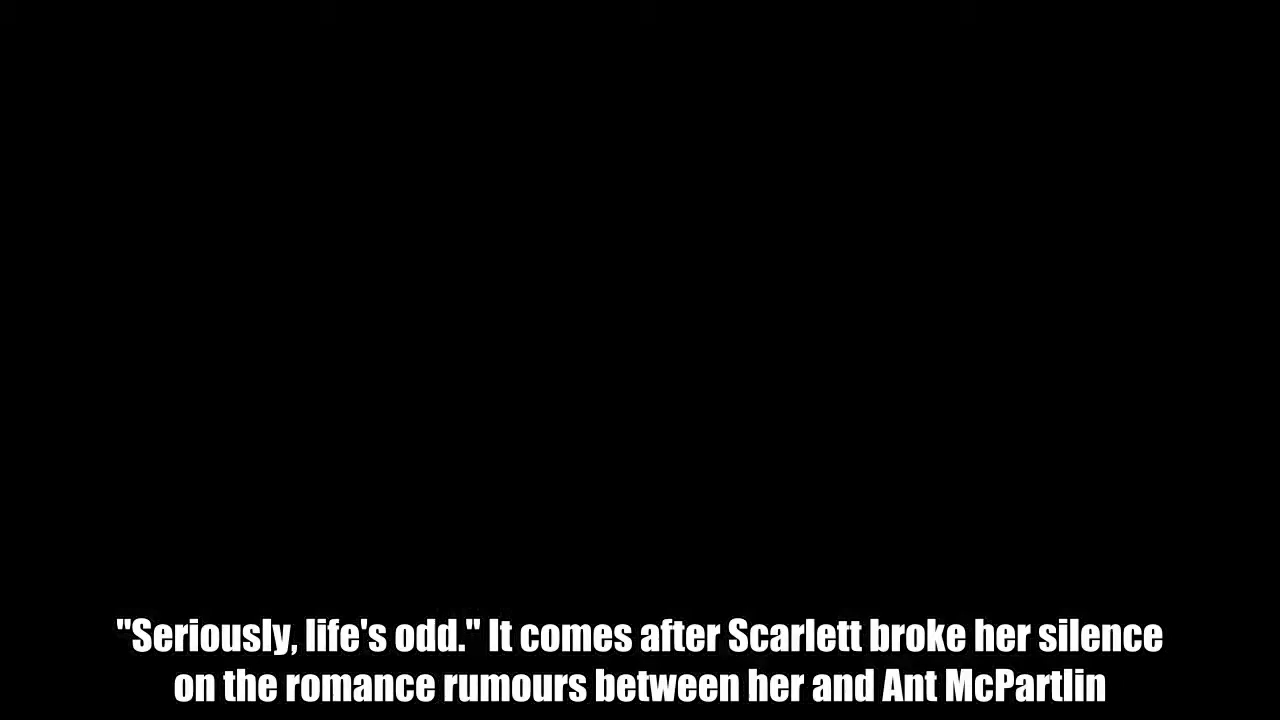 "Seriously, life's odd." It comes after Scarlett broke her silence
on the romance rumours between her and Ant McPartlin